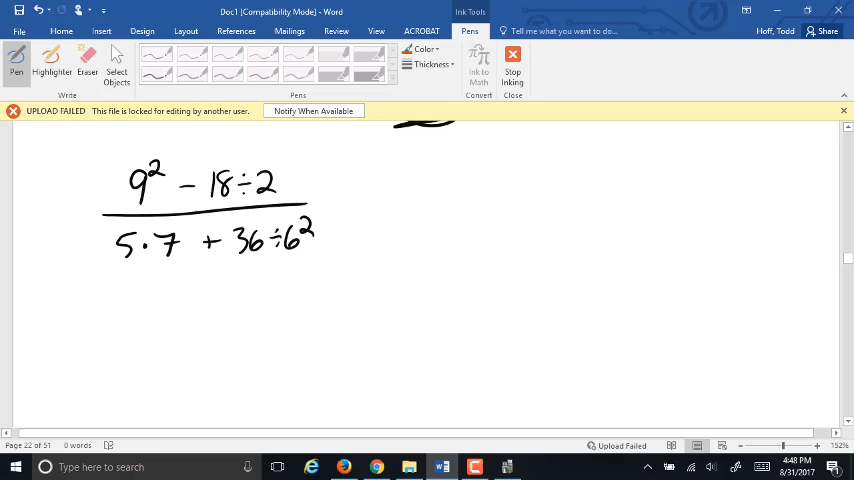 Doc1 [Compatibility Mode] - Word
Ink Tools
Hoff, Todd
File Home Insert Design Layout References Mailings Review View ACROBAT Pens Tell me what you want to do... Share
Pen Highlighter Eraser Select Objects
Color
Thickness
Ink to Math
Stop Inking
Write Pens Convert Close
UPLOAD FAILED This file is locked for editing by another user. Notify When Available
9² − 18 ÷ 2
5·7 + 36 ÷ 6²
Page 22 of 51 0 words Upload Failed 152%
Type here to search
4:48 PM
8/31/2017